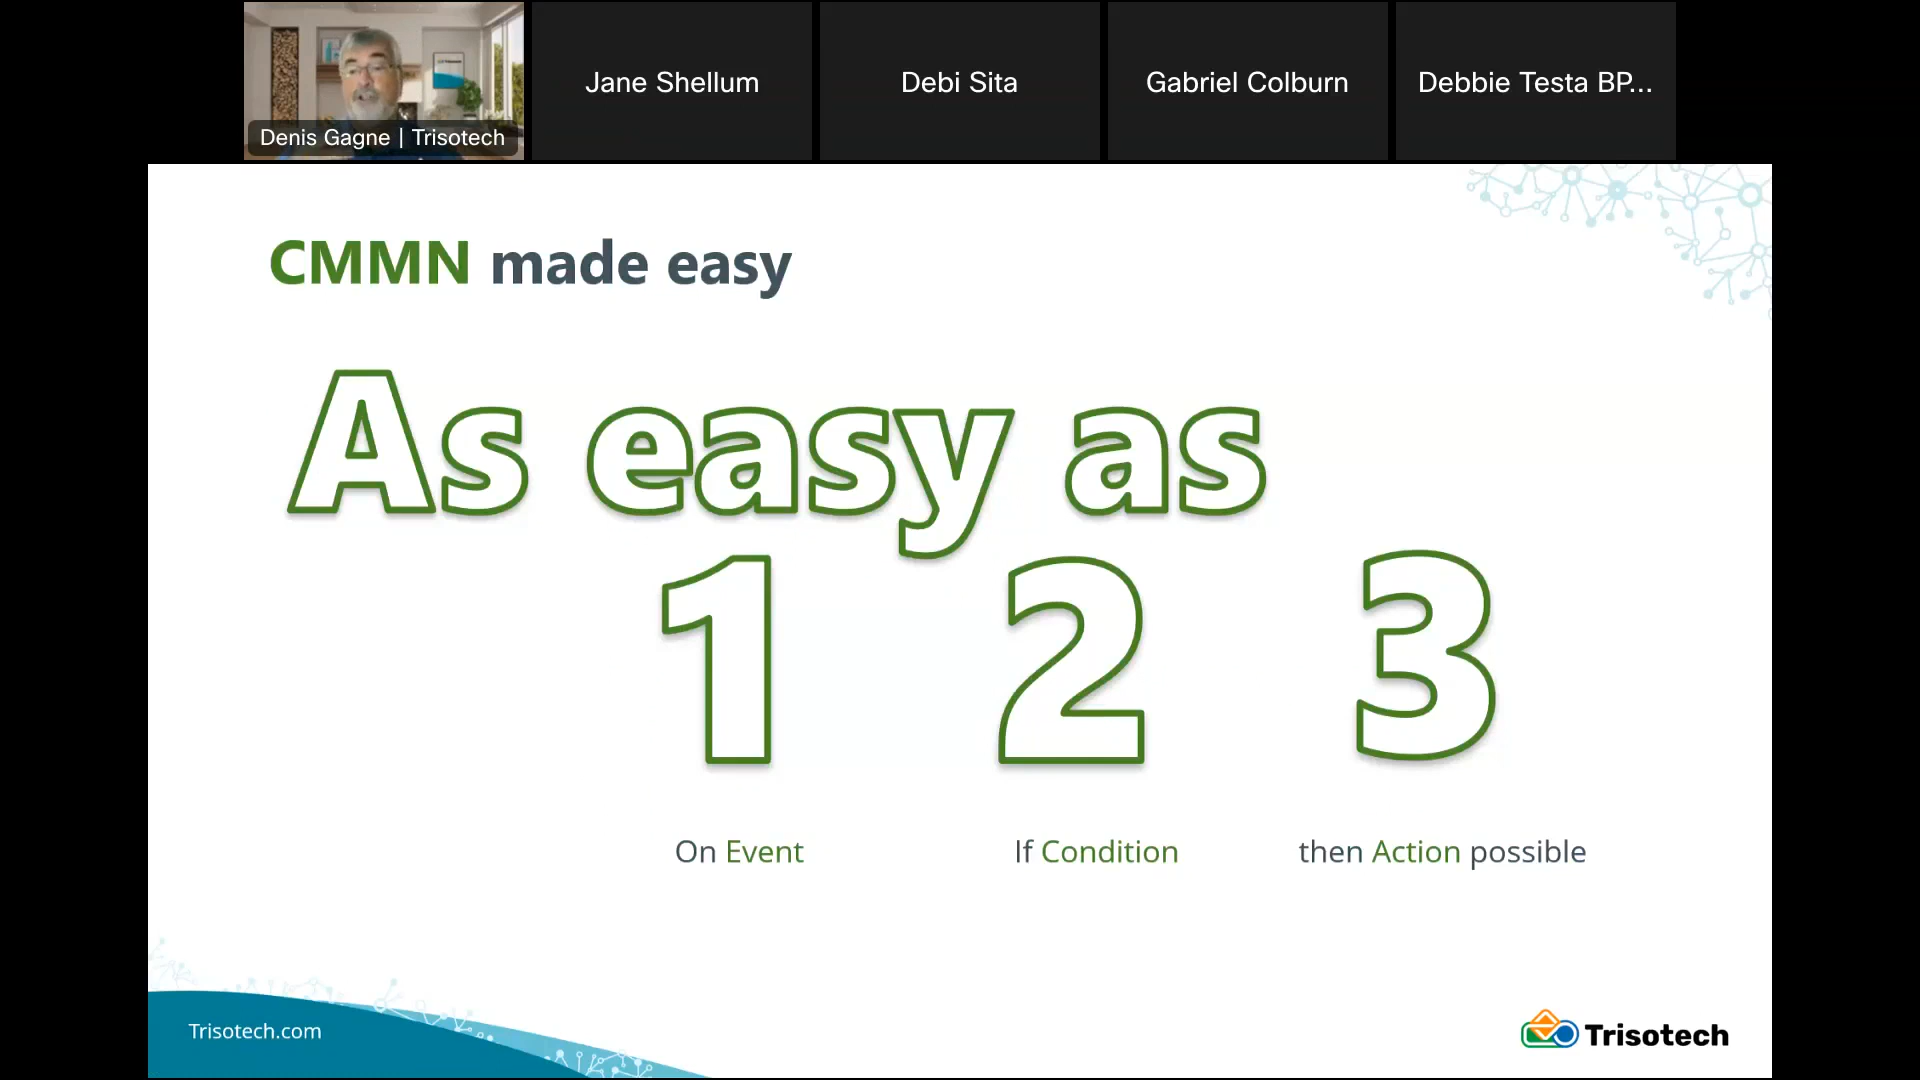 Denis Gagne | Trisotech
Jane Shellum
Debi Sita
Gabriel Colburn
Debbie Testa BP...
CMMN made easy
As easy as
1 2 3
On Event
If Condition
then Action possible
Trisotech.com
Trisotech